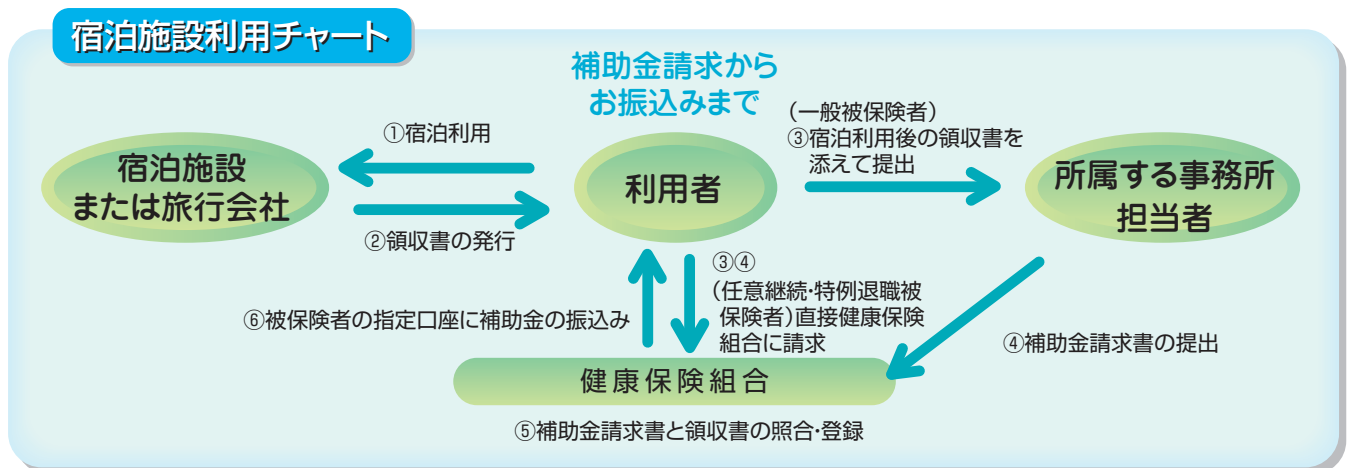 宿泊施設利用チャート
補助金請求から
お振込みまで
①宿泊利用
(一般被保険者)
③宿泊利用後の領収書を
添えて提出
宿泊施設
または旅行会社
利用者
所属する事務所
担当者
②領収書の発行
③④
(任意継続・特例退職被
保険者)直接健康保険
組合に請求
⑥被保険者の指定口座に補助金の振込み
④補助金請求書の提出
健康保険組合
⑤補助金請求書と領収書の照合・登録